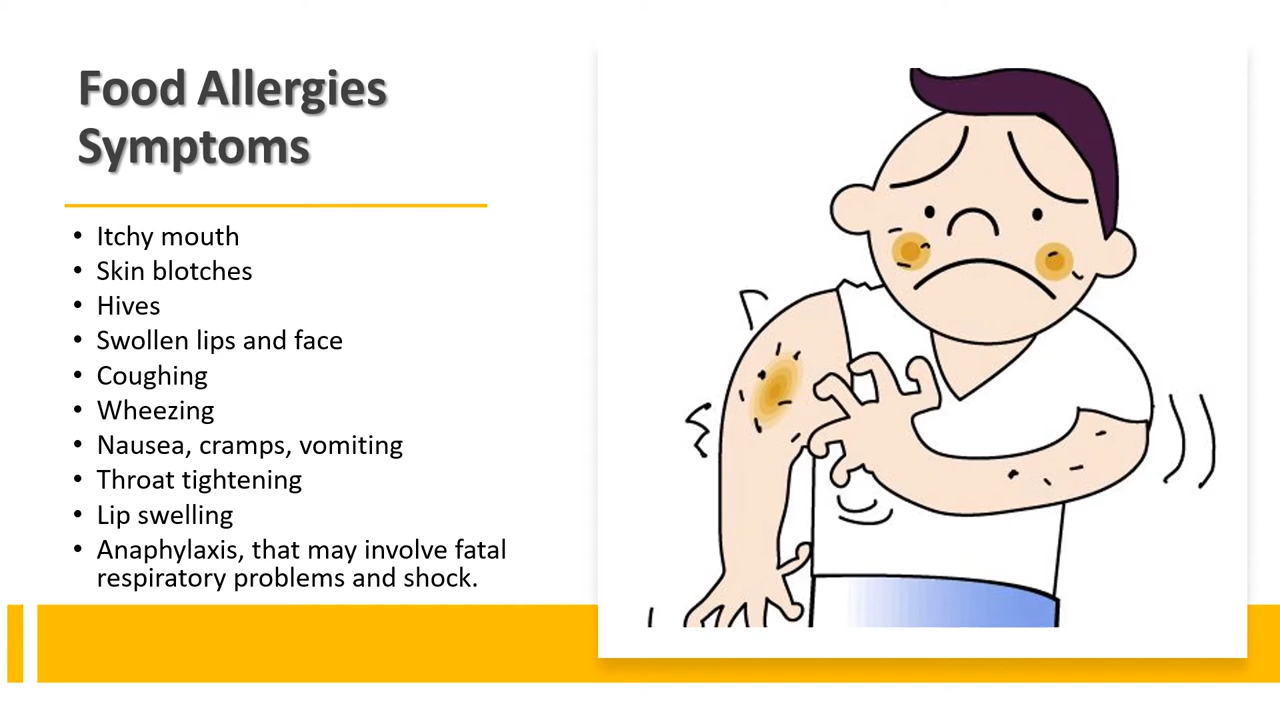 Food Allergies
Symptoms
• Itchy mouth
• Skin blotches
• Hives
• Swollen lips and face
• Coughing
• Wheezing
• Nausea, cramps, vomiting
• Throat tightening
• Lip swelling
• Anaphylaxis, that may involve fatal
respiratory problems and shock.